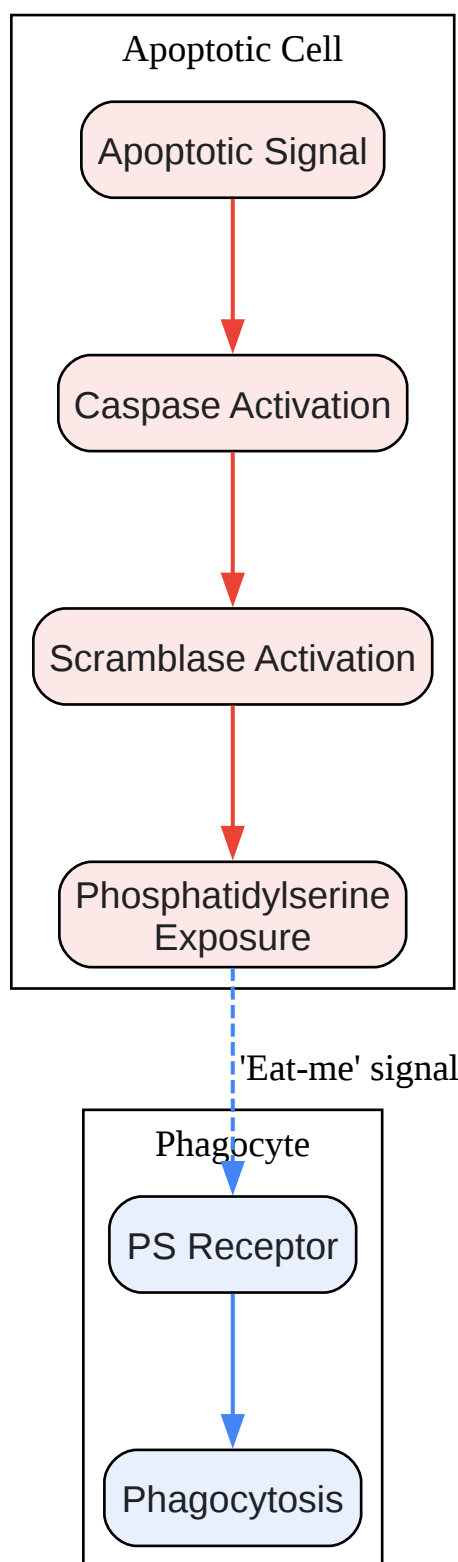 Apoptotic Cell
Apoptotic Signal
Caspase Activation
Scramblase Activation
Phosphatidylserine
Exposure
'Eat-me' signal
Phagocyte
PS Receptor
Phagocytosis